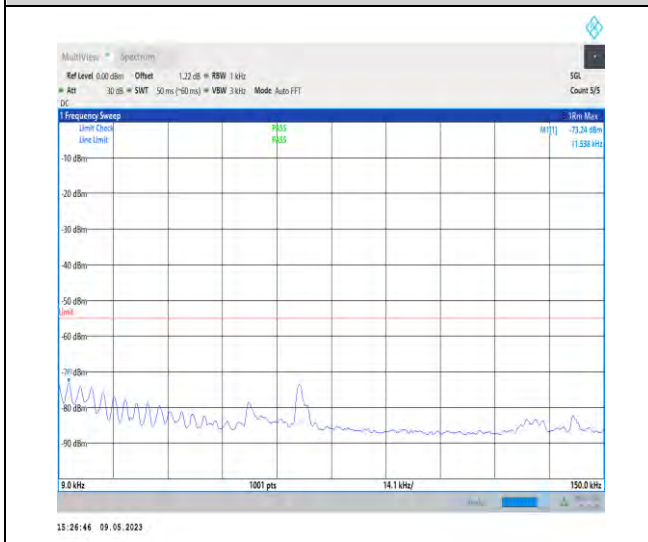 MultiView Spectrum
Ref Level 0.00 dBm Offset 1.22 dB RBW 1 kHz SGL
Att 30 dB SWT 50 ms (~60 ms) VBW 3 kHz Mode Auto FFT Count 5/5
DC
1 Frequency Sweep 1Rm Max
Limit Check PASS M1[1] -73.24 dBm
Line Limit PASS 11.538 kHz
-10 dBm
-20 dBm
-30 dBm
-40 dBm
-50 dBm
Limit
-60 dBm
-70 dBm
-80 dBm
-90 dBm
9.0 kHz 1001 pts 14.1 kHz/ 150.0 kHz
Ready
15:26:46 09.05.2023